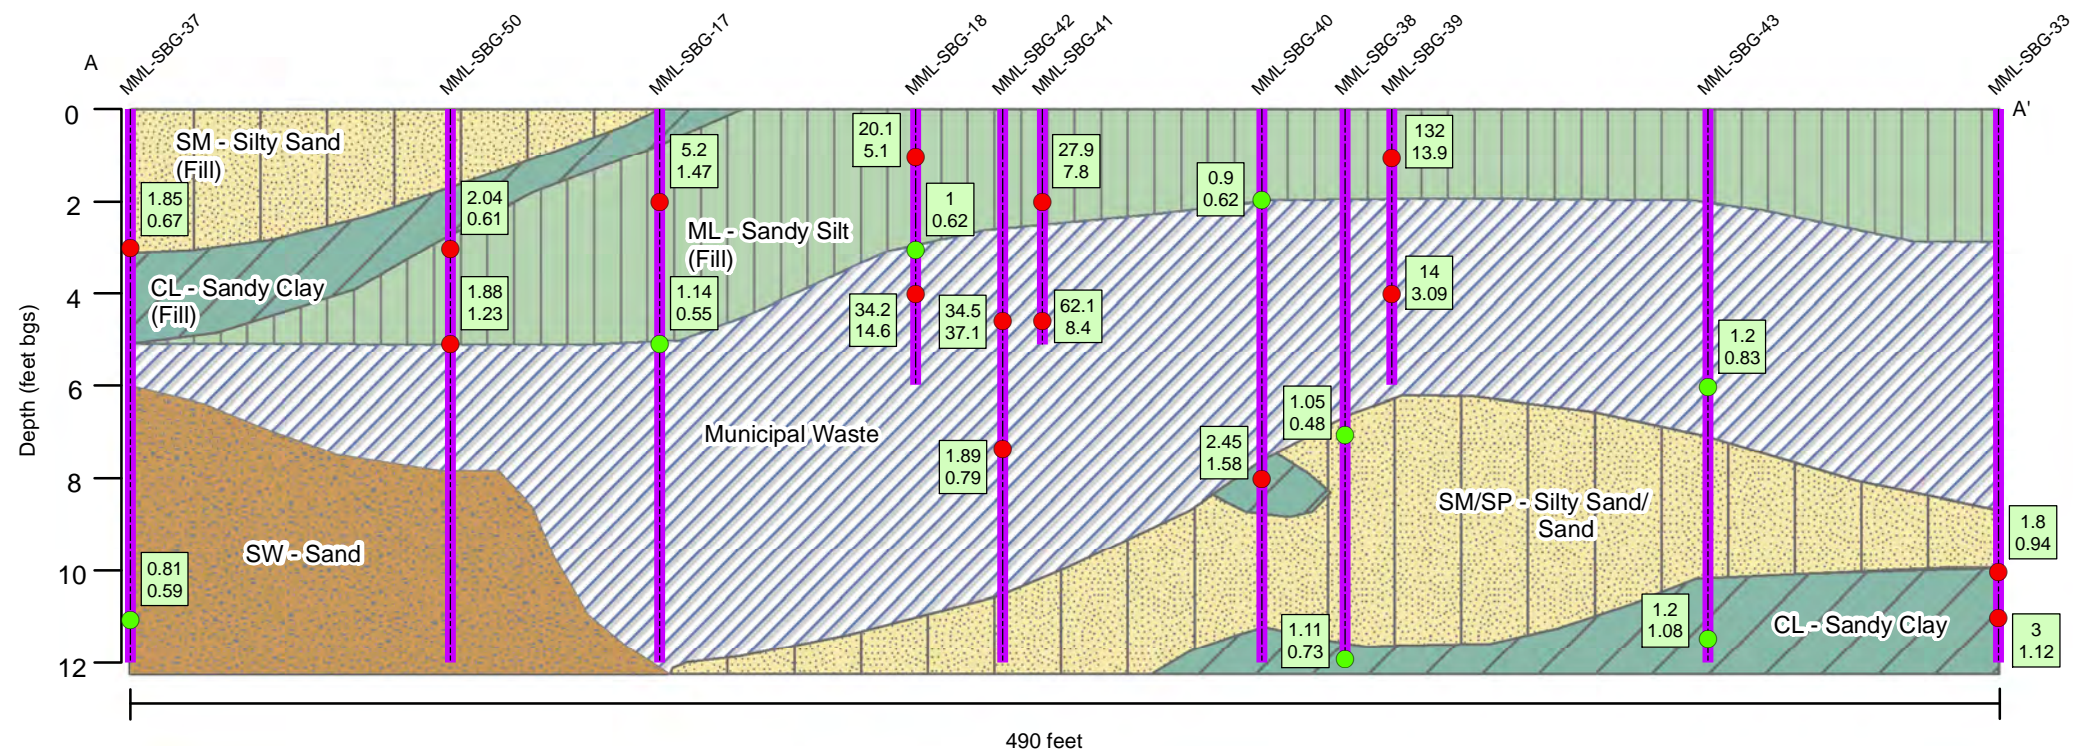 MML-SBG-37
MML-SBG-50
MML-SBG-17
MML-SBG-18
MML-SBG-42
MML-SBG-41
MML-SBG-40
MML-SBG-38
MML-SBG-39
MML-SBG-43
MML-SBG-33
A
A'
Depth (feet bgs)
0
2
4
6
8
10
12
SM - Silty Sand
(Fill)
1.85
0.67
CL - Sandy Clay
(Fill)
0.81
0.59
SW - Sand
2.04
0.61
1.88
1.23
5.2
1.47
ML - Sandy Silt
(Fill)
1.14
0.55
Municipal Waste
20.1
5.1
1
0.62
34.2
14.6
34.5
37.1
1.89
0.79
27.9
7.8
62.1
8.4
0.9
0.62
2.45
1.58
1.05
0.48
1.11
0.73
132
13.9
14
3.09
SM/SP - Silty Sand/
Sand
1.2
0.83
1.2
1.08
CL - Sandy Clay
1.8
0.94
3
1.12
490 feet